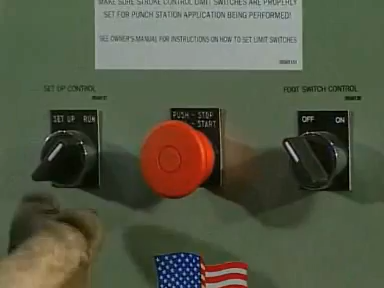 MAKE SURE STROKE CONTROL LIMIT SWITCHES ARE PROPERLY
SET FOR PUNCH STATION APPLICATION BEING PERFORMED!
SEE OWNER'S MANUAL FOR INSTRUCTIONS ON HOW TO SET LIMIT SWITCHES
SET UP CONTROL
FOOT SWITCH CONTROL
SET UP RUN
PUSH - STOP
- START
OFF ON